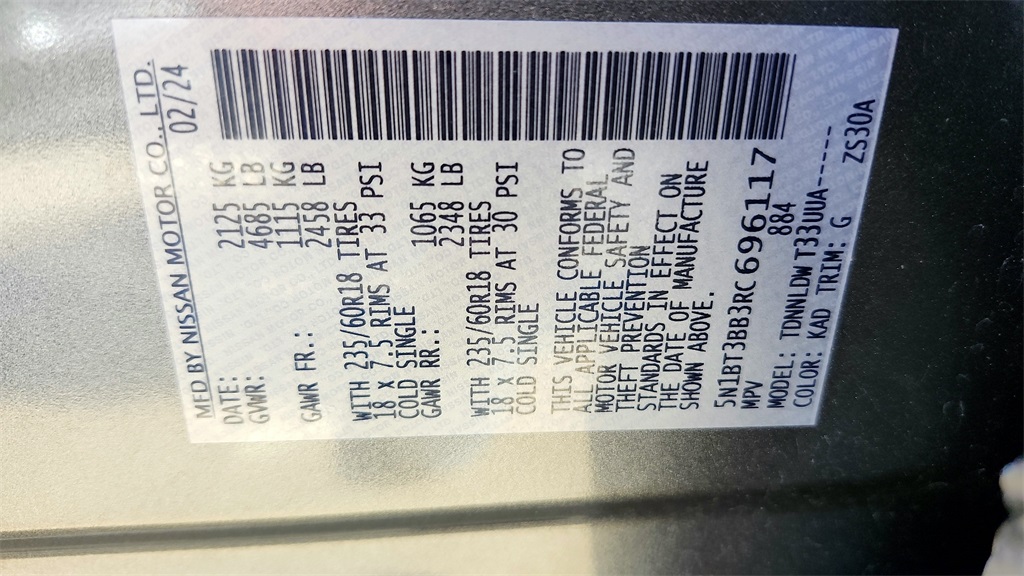 MFD BY NISSAN MOTOR CO., LTD.
DATE: 02/24
GVWR: 2125 KG
4685 LB
GAWR FR.: 1115 KG
2458 LB
WITH 235/60R18 TIRES
18 X 7.5 RIMS AT 33 PSI
COLD SINGLE
GAWR RR.: 1065 KG
2348 LB
WITH 235/60R18 TIRES
18 X 7.5 RIMS AT 30 PSI
COLD SINGLE
THIS VEHICLE CONFORMS TO
ALL APPLICABLE FEDERAL
MOTOR VEHICLE SAFETY AND
THEFT PREVENTION
STANDARDS IN EFFECT ON
THE DATE OF MANUFACTURE
SHOWN ABOVE.
5N1BT3BB3RC696117
MPV 884
MODEL: TDNNLDWT33UUA-----
COLOR: KAD TRIM: G ZS30A